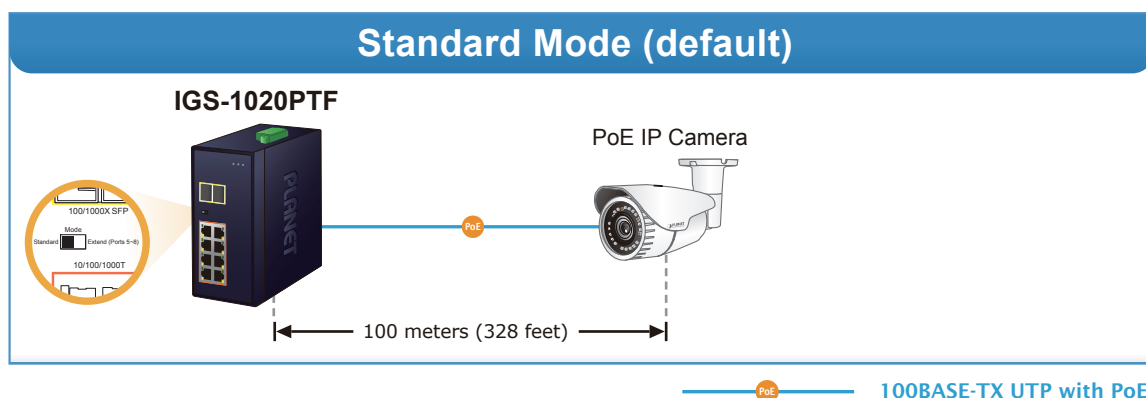 Standard Mode (default)
IGS-1020PTF
PoE IP Camera
PLANET
100/1000X SFP
Mode
Standard
Extend (Ports 5~8)
10/100/1000T
PoE
100 meters (328 feet)
PoE
100BASE-TX UTP with PoE